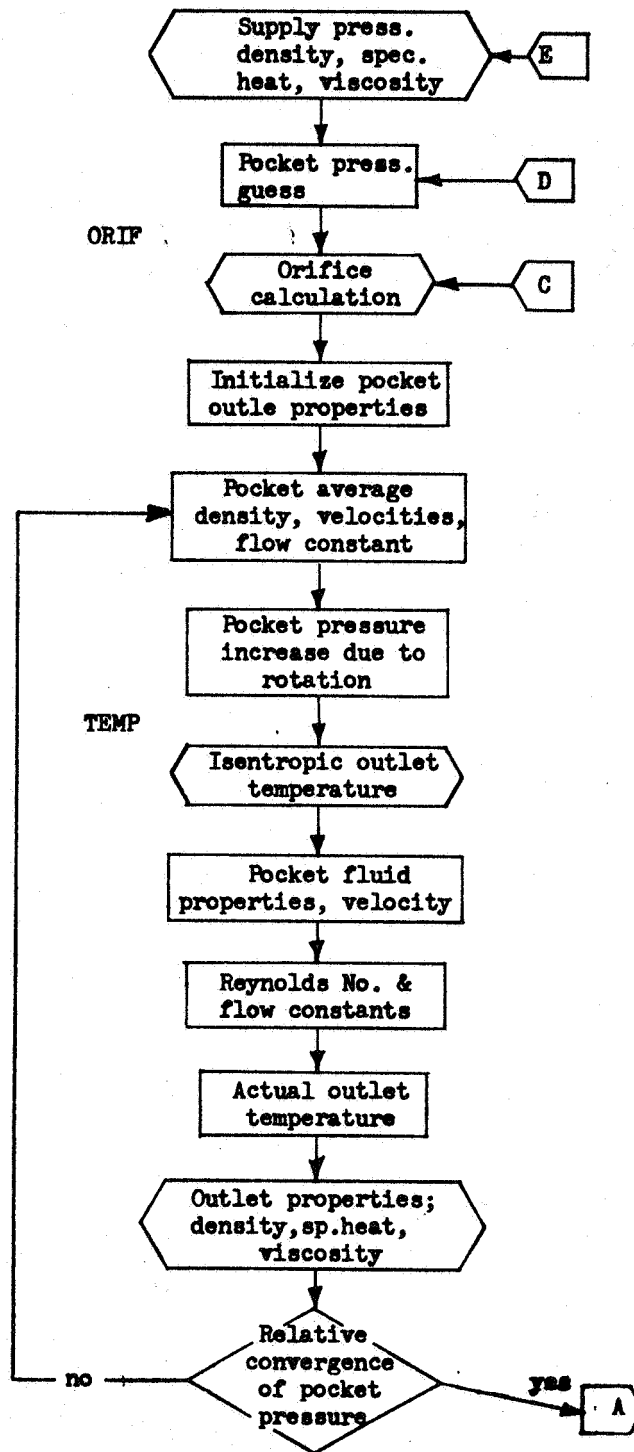 Supply press.
density, spec.
heat, viscosity
E
Pocket press.
guess
D
ORIF
Orifice
calculation
C
Initialize pocket
outle properties
Pocket average
density, velocities,
flow constant
Pocket pressure
increase due to
rotation
TEMP
Isentropic outlet
temperature
Pocket fluid
properties, velocity
Reynolds No. &
flow constants
Actual outlet
temperature
Outlet properties;
density,sp.heat,
viscosity
Relative
convergence
of pocket
pressure
no
yas
A